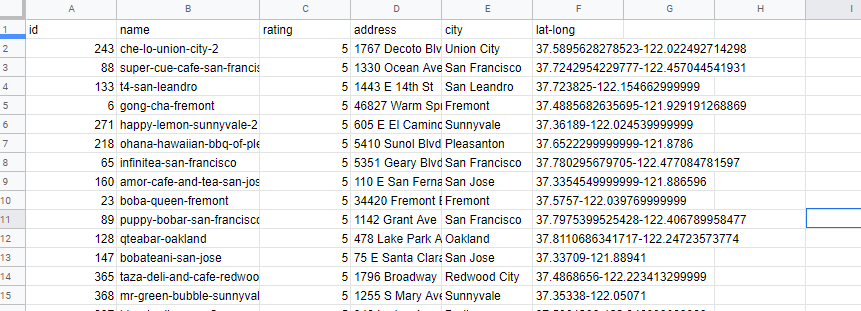 A B C D E F G H I
1 id name rating address city lat-long
2 243 che-lo-union-city-2 5 1767 Decoto Blv Union City 37.5895628278523-122.022492714298
3 88 super-cue-cafe-san-francis 5 1330 Ocean Ave San Francisco 37.7242954229777-122.457044541931
4 133 t4-san-leandro 5 1443 E 14th St San Leandro 37.723825-122.154662999999
5 6 gong-cha-fremont 5 46827 Warm Spr Fremont 37.4885682635695-121.929191268869
6 271 happy-lemon-sunnyvale-2 5 605 E El Camino Sunnyvale 37.36189-122.024539999999
7 218 ohana-hawaiian-bbq-of-ple 5 5410 Sunol Blvd Pleasanton 37.6522299999999-121.8786
8 65 infinitea-san-francisco 5 5351 Geary Blvd San Francisco 37.780295679705-122.477084781597
9 160 amor-cafe-and-tea-san-jos 5 110 E San Ferna San Jose 37.3354549999999-121.886596
10 23 boba-queen-fremont 5 34420 Fremont B Fremont 37.5757-122.039769999999
11 89 puppy-bobar-san-francisco 5 1142 Grant Ave San Francisco 37.7975399525428-122.406789958477
12 128 qteabar-oakland 5 478 Lake Park A Oakland 37.8110686341717-122.24723573774
13 147 bobateani-san-jose 5 75 E Santa Clara San Jose 37.33709-121.88941
14 365 taza-deli-and-cafe-redwoo 5 1796 Broadway Redwood City 37.4868656-122.223413299999
15 368 mr-green-bubble-sunnyval 5 1255 S Mary Ave Sunnyvale 37.35338-122.05071